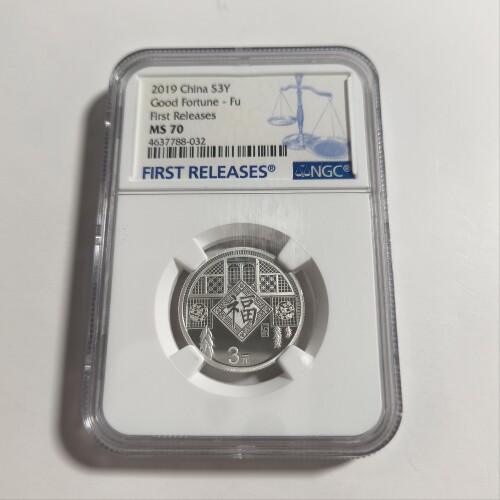 2019 China S3Y
Good Fortune - Fu
First Releases
MS 70
4637788-032
FIRST RELEASES®
NGC®
福
3元